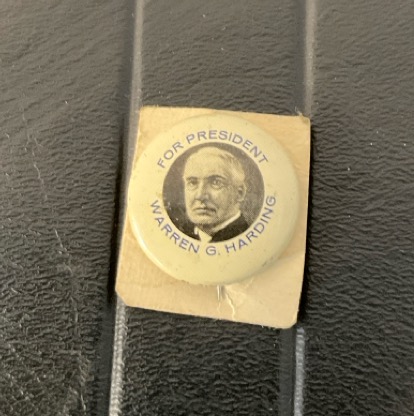 FOR PRESIDENT
WARREN G. HARDING